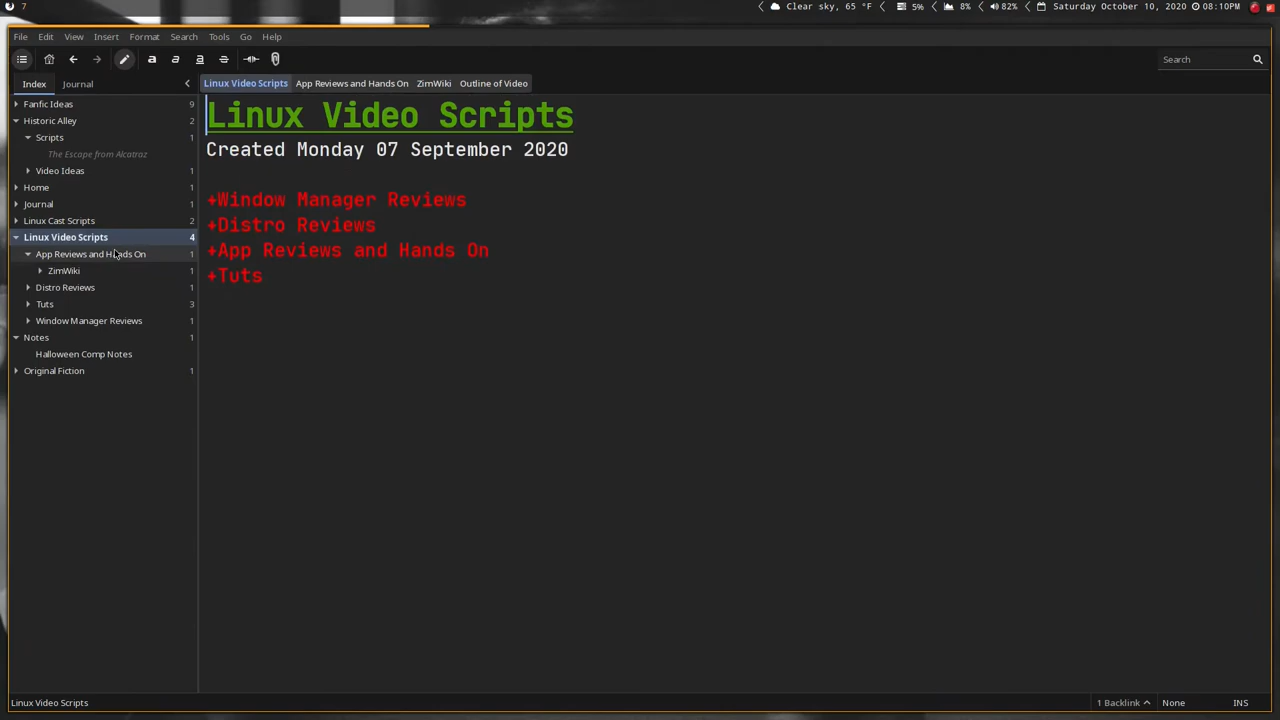 7 Clear sky, 65 °F 5% 8% 82% Saturday October 10, 2020 08:10PM
File Edit View Insert Format Search Tools Go Help
a a a a Search
Index Journal
Fanfic Ideas 9
Historic Alley 2
Scripts 1
The Escape from Alcatraz
Video Ideas 1
Home 1
Journal 1
Linux Cast Scripts 2
Linux Video Scripts 4
App Reviews and Hands On 1
ZimWiki 1
Distro Reviews 1
Tuts 3
Window Manager Reviews 1
Notes 1
Halloween Comp Notes
Original Fiction 1
Linux Video Scripts App Reviews and Hands On ZimWiki Outline of Video
Linux Video Scripts
Created Monday 07 September 2020
+Window Manager Reviews
+Distro Reviews
+App Reviews and Hands On
+Tuts
Linux Video Scripts 1 Backlink None INS